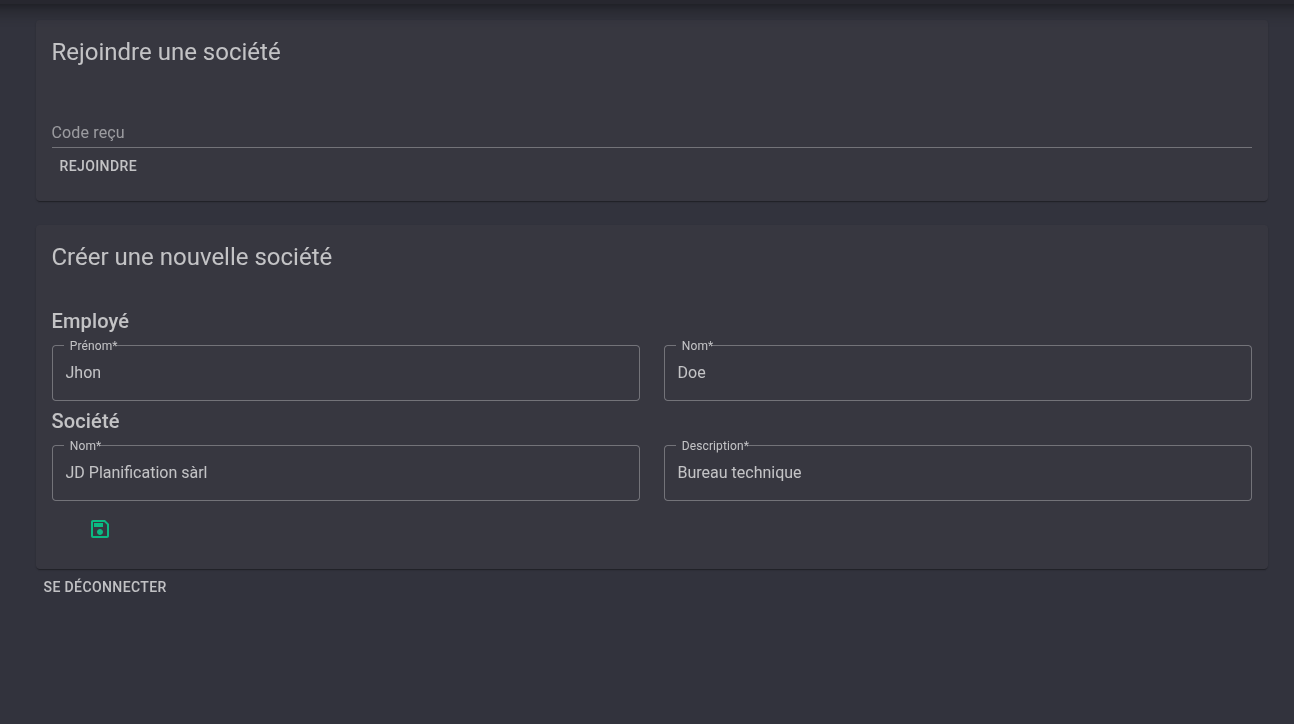 Rejoindre une société
Code reçu
REJOINDRE
Créer une nouvelle société
Employé
Prénom*
Jhon
Nom*
Doe
Société
Nom*
JD Planification sàrl
Description*
Bureau technique
SE DÉCONNECTER